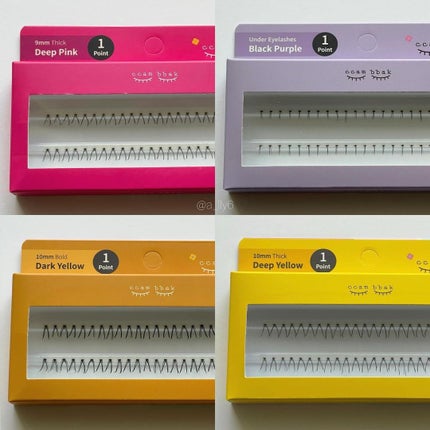 9mm Thick
Deep Pink
1
Point
ccam bbak
Under Eyelashes
Black Purple
1
Point
ccam bbak
@a_lly6_
10mm Bold
Dark Yellow
1
Point
ccam bbak
10mm Thick
Deep Yellow
1
Point
ccam bbak